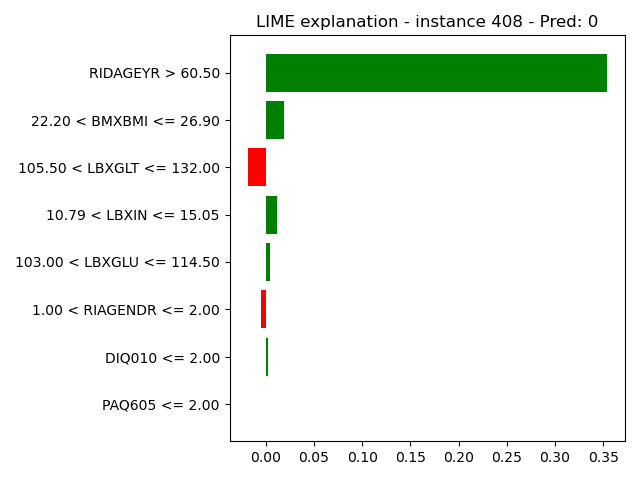 LIME explanation - instance 408 - Pred: 0
RIDAGEYR > 60.50
22.20 < BMXBMI <= 26.90
105.50 < LBXGLT <= 132.00
10.79 < LBXIN <= 15.05
103.00 < LBXGLU <= 114.50
1.00 < RIAGENDR <= 2.00
DIQ010 <= 2.00
PAQ605 <= 2.00
0.00 0.05 0.10 0.15 0.20 0.25 0.30 0.35